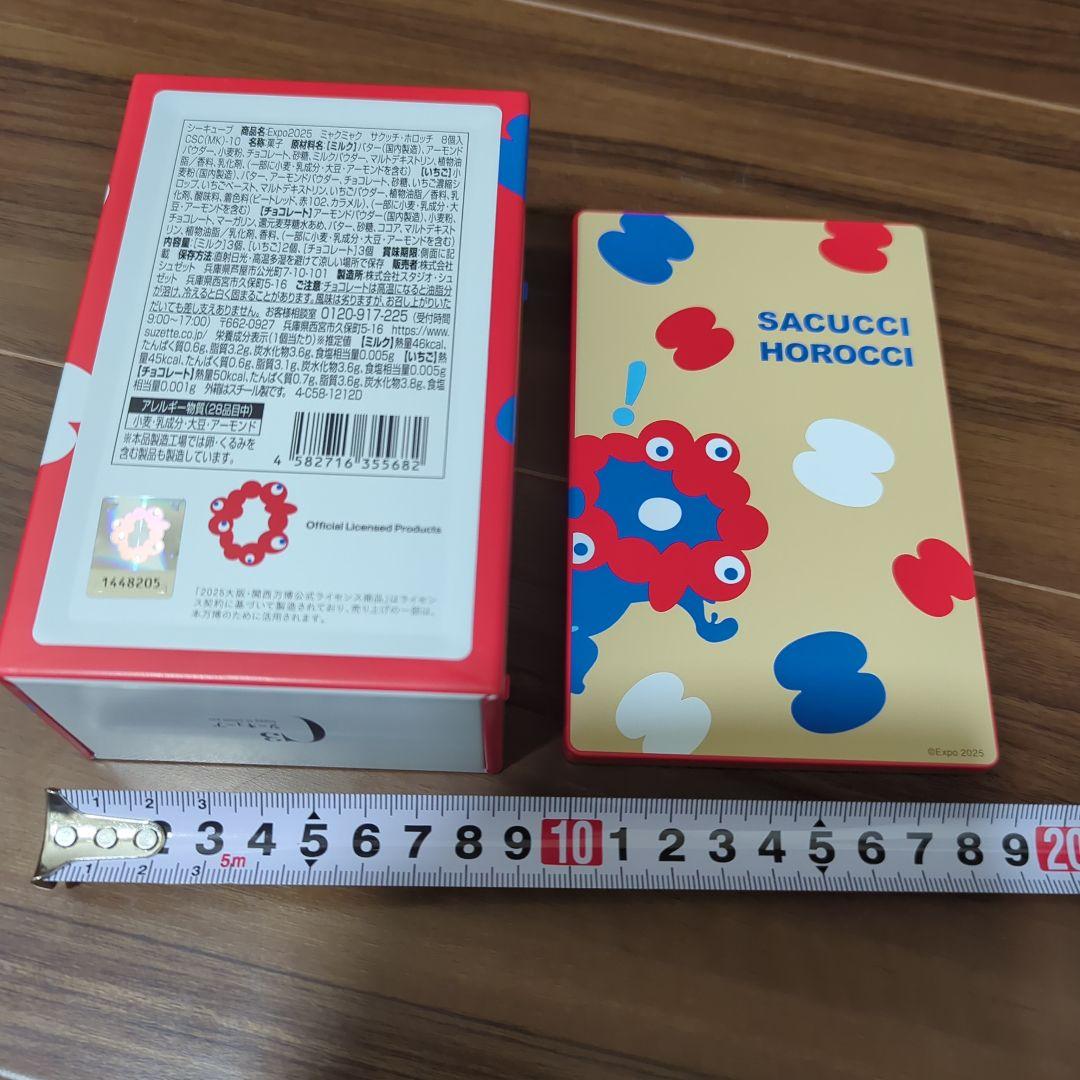 シーキューブ 商品名:Expo2025 ミャクミャク サクッチ・ホロッチ 8個入
CSC(MK)-10 名称:菓子 原材料名:[ミルク]バター(国内製造)、アーモンド
パウダー、小麦粉、チョコレート、砂糖、ミルクパウダー、マルトデキストリン、植物油
脂/香料、乳化剤、(一部に小麦・乳成分・大豆・アーモンドを含む) [いちご]小
麦粉(国内製造)、バター、アーモンドパウダー、チョコレート、砂糖、いちご濃縮シ
ロップ、いちごペースト、マルトデキストリン、いちごパウダー、植物油脂/香料、乳
化剤、酸味料、着色料(ビートレッド、赤102、カラメル)、(一部に小麦・乳成分・大
豆・アーモンドを含む) [チョコレート]アーモンドパウダー(国内製造)、小麦粉、
チョコレート、マーガリン、還元麦芽糖水あめ、バター、砂糖、ココア、マルトデキスト
リン、植物油脂/乳化剤、香料、(一部に小麦・乳成分・大豆・アーモンドを含む)
内容量:[ミルク]3個、[いちご]2個、[チョコレート]3個 賞味期限:側面に記
載 保存方法:直射日光・高温多湿を避けて涼しい場所で保存 販売者:株式会社
シュゼット 兵庫県芦屋市公光町7-10-101 製造所:株式会社スタジオ・シュ
ゼット 兵庫県西宮市久保町5-16 ご注意:チョコレートは高温になると油脂分
が溶け、冷えると白く固まることがあります。風味は劣りますが、お召し上がりいた
だいても差し支えありません。お客様相談室 0120-917-225 (受付時間
9:00~17:00) 〒662-0927 兵庫県西宮市久保町5-16 https://www.
suzette.co.jp/ 栄養成分表示(1個当たり)※推定値 [ミルク]熱量46kcal、
たんぱく質0.6g、脂質3.2g、炭水化物3.6g、食塩相当量0.005g [いちご]熱
量45kcal、たんぱく質0.6g、脂質3.1g、炭水化物3.6g、食塩相当量0.005g
[チョコレート]熱量50kcal、たんぱく質0.7g、脂質3.6g、炭水化物3.8g、食塩
相当量0.001g 外箱はスチール製です。 4-C58-1212D
アレルギー物質(28品目中)
小麦・乳成分・大豆・アーモンド
※本品製造工場では卵・くるみを
含む製品も製造しています。
4 582716 355682
Official Licensed Products
1448205
「2025大阪・関西万博公式ライセンス商品」はライセン
ス契約に基づいて製造されており、売り上げの一部は、
本万博のために活用されます。
シーキューブ
C3
SACUCCI
HOROCCI
!
©Expo 2025
1 2 3
2 3 4 5 6 7 8 9 10 1 2 3 4 5 6 7 8 9 20
5m
1 2